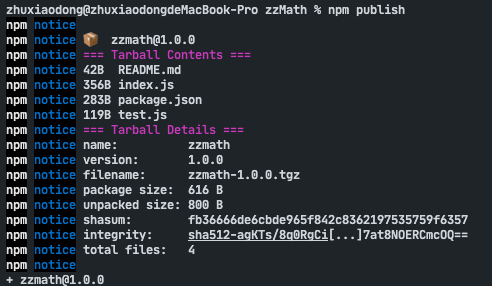 zhuxiaodong@zhuxiaodongdeMacBook-Pro zzMath % npm publish
npm notice
npm notice 📦  zzmath@1.0.0
npm notice === Tarball Contents ===
npm notice 42B  README.md
npm notice 356B index.js
npm notice 283B package.json
npm notice 119B test.js
npm notice === Tarball Details ===
npm notice name:          zzmath
npm notice version:       1.0.0
npm notice filename:      zzmath-1.0.0.tgz
npm notice package size:  616 B
npm notice unpacked size: 800 B
npm notice shasum:        fb36666de6cbde965f842c8362197535759f6357
npm notice integrity:     sha512-agKTs/8q0RgCi[...]7at8NOERCmcOQ==
npm notice total files:   4
npm notice
+ zzmath@1.0.0